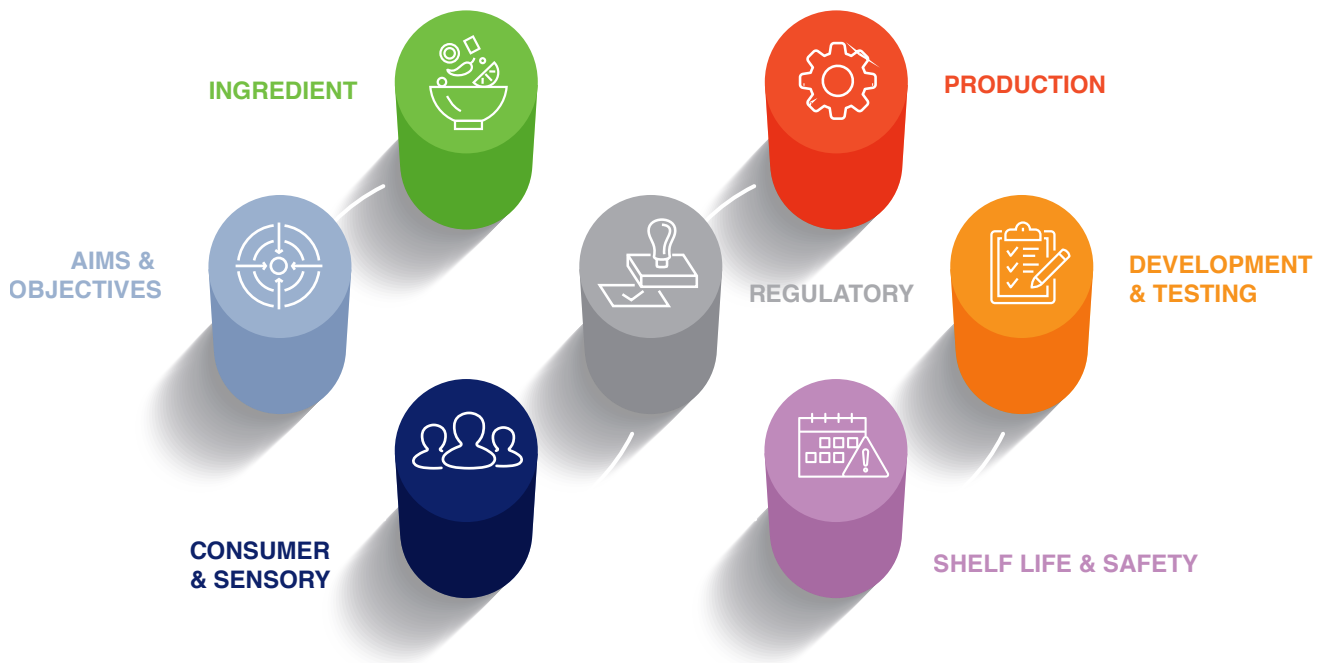 INGREDIENT
PRODUCTION
AIMS &
OBJECTIVES
REGULATORY
DEVELOPMENT
& TESTING
CONSUMER
& SENSORY
SHELF LIFE & SAFETY